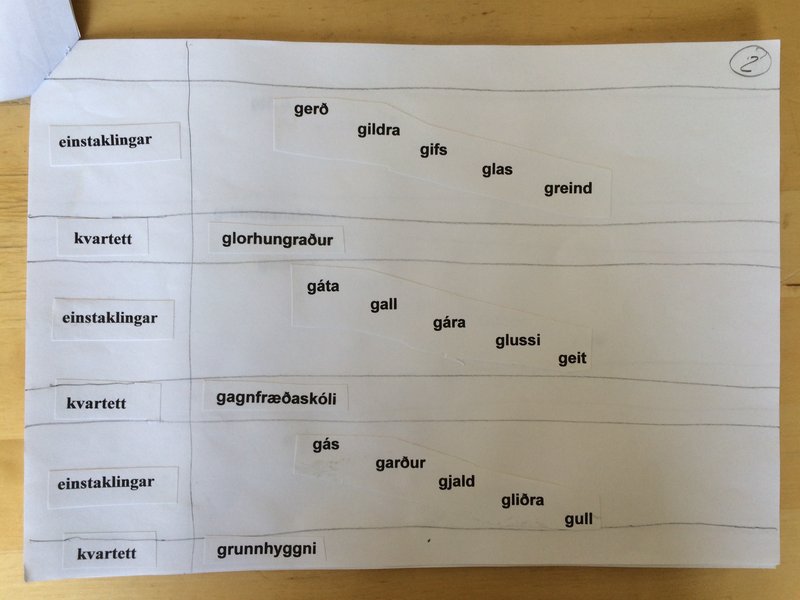 2
einstaklingar
gerð
gildra
gifs
glas
greind
kvartett
glorhungraður
einstaklingar
gáta
gall
gára
glussi
geit
kvartett
gagnfræðaskóli
einstaklingar
gás
garður
gjald
gliðra
gull
kvartett
grunnhyggni